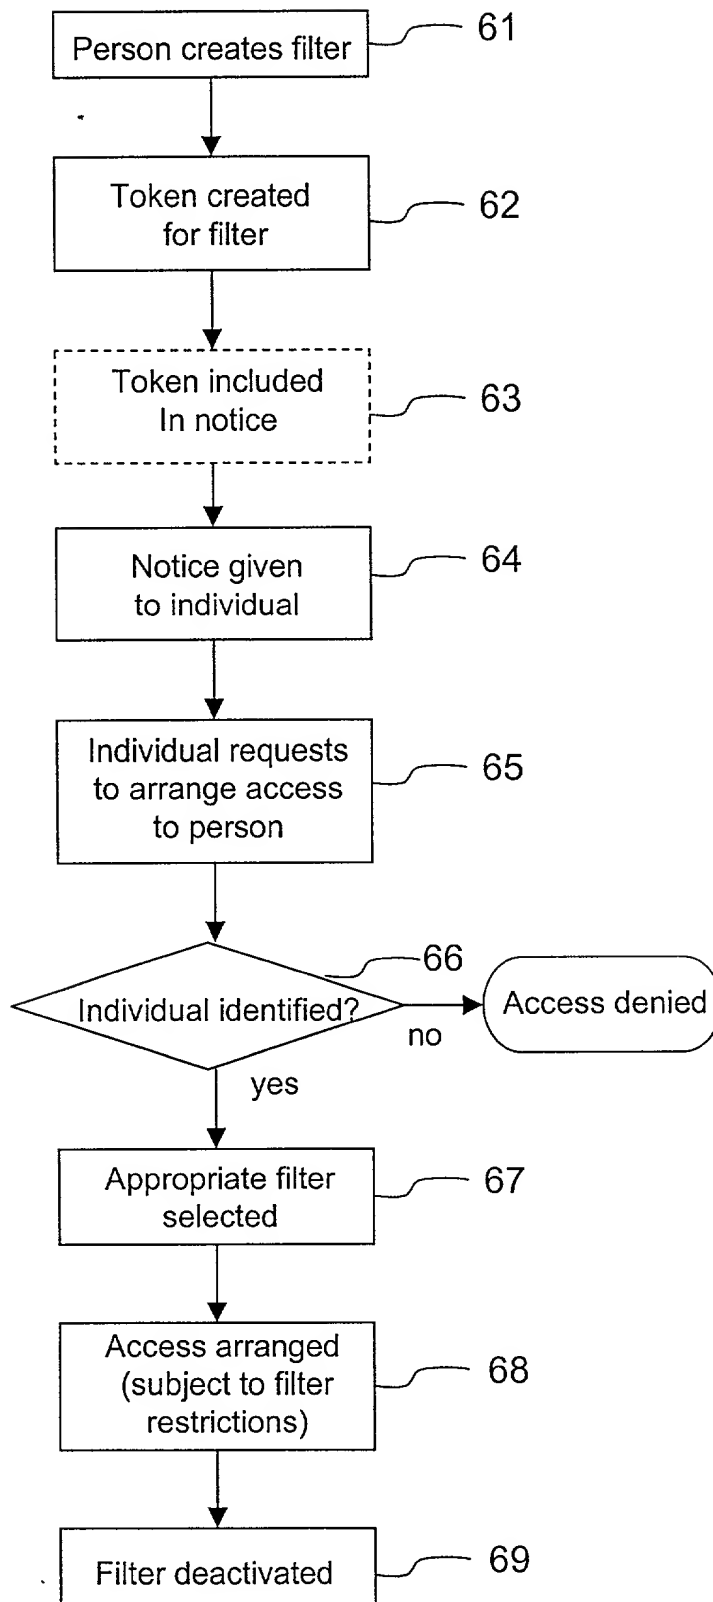 Person creates filter
61
Token created
for filter
62
Token included
In notice
63
Notice given
to individual
64
Individual requests
to arrange access
to person
65
66
Individual identified?
no
Access denied
yes
Appropriate filter
selected
67
Access arranged
(subject to filter
restrictions)
68
Filter deactivated
69